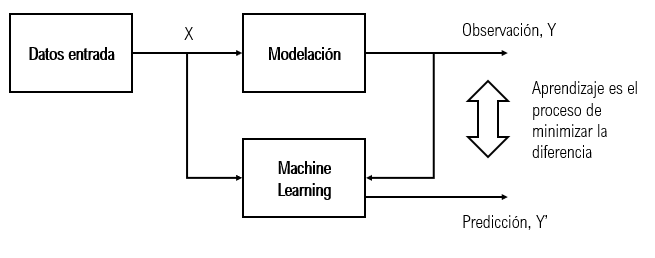 Datos entrada
X
Modelación
Observación, Y
Aprendizaje es el
proceso de
minimizar la
diferencia
Machine
Learning
Predicción, Y'